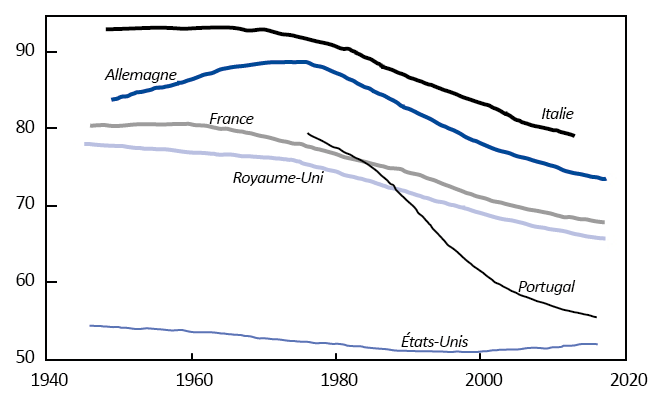 90
Allemagne
Italie
80
France
Royaume-Uni
70
60
Portugal
États-Unis
50
1940 1960 1980 2000 2020